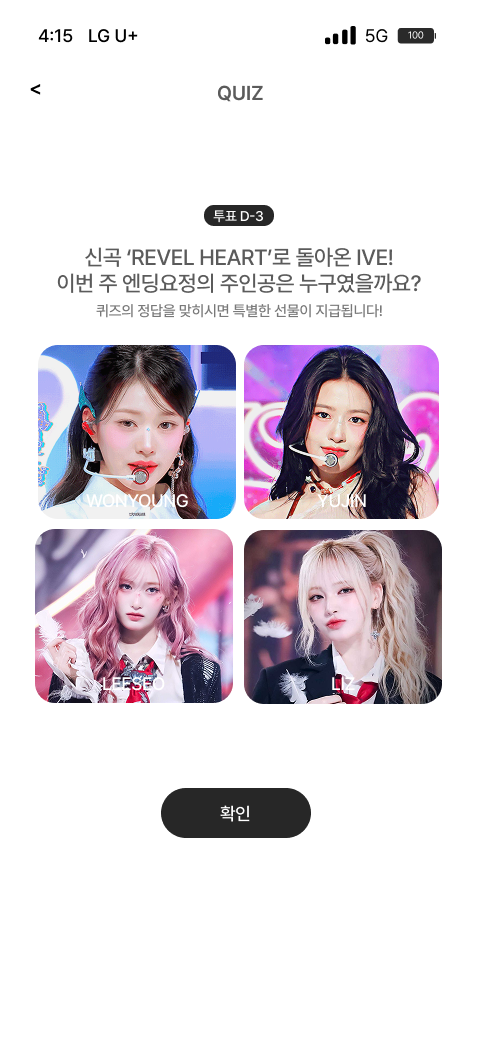 4:15 LG U+ 5G 100
< QUIZ
투표 D-3
신곡 ‘REVEL HEART’로 돌아온 IVE!
이번 주 엔딩요정의 주인공은 누구였을까요?
퀴즈의 정답을 맞히시면 특별한 선물이 지급됩니다!
WONYOUNG YUJIN
LEESEO LIZ
확인